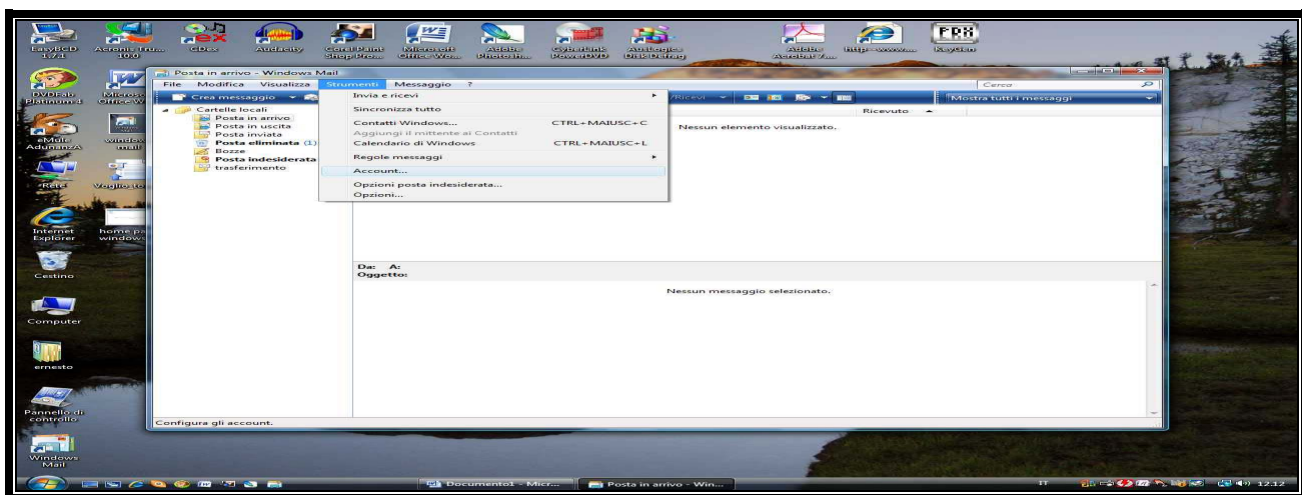 EasyBCD 1.7.1
Acronis Tru... 10.0
CDex
Audacity
Corel Paint Shop Pro...
Microsoft Office Wo...
Adobe Photosh...
CyberLink PowerDVD
AusLogics Disk Defrag
Adobe Acrobat 7...
http--www...
KeyGen
DVDFab Platinum 4
eMule AdunanzA
Rete
Internet Explorer
Cestino
Computer
ernesto
Pannello di controllo
Windows Mail
Posta in arrivo - Windows Mail
File Modifica Visualizza Strumenti Messaggio ?
Cerca
Crea messaggio
Mostra tutti i messaggi
Cartelle locali
Posta in arrivo
Posta in uscita
Posta inviata
Posta eliminata (1)
Bozze
Posta indesiderata
trasferimento
Invia e ricevi
Sincronizza tutto
Contatti Windows... CTRL+MAIUSC+C
Aggiungi il mittente ai Contatti
Calendario di Windows CTRL+MAIUSC+L
Regole messaggi
Account...
Opzioni posta indesiderata...
Opzioni...
Ricevuto
Nessun elemento visualizzato.
Da: A:
Oggetto:
Nessun messaggio selezionato.
Configura gli account.
Documento1 - Micr...
Posta in arrivo - Win...
IT
12.12